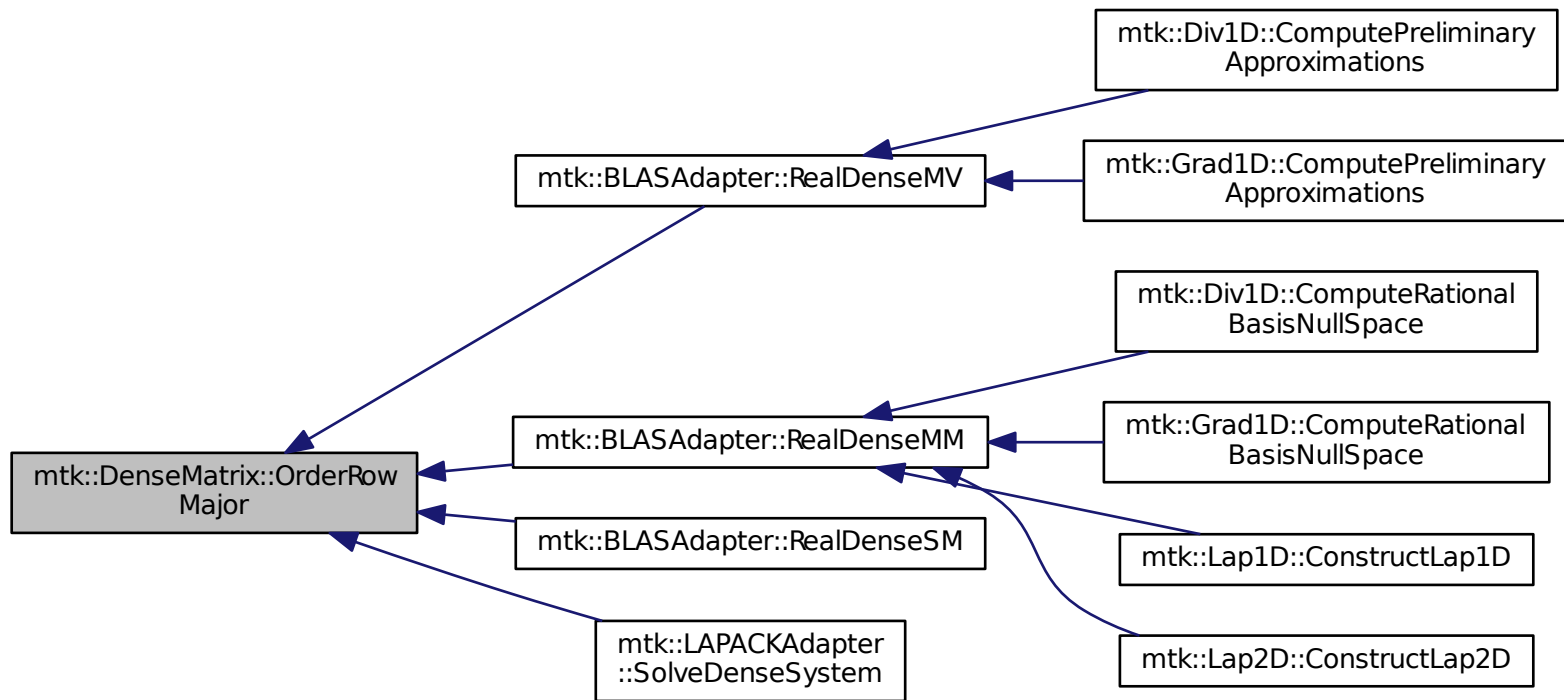 mtk::Div1D::ComputePreliminary
Approximations
mtk::BLASAdapter::RealDenseMV
mtk::Grad1D::ComputePreliminary
Approximations
mtk::Div1D::ComputeRational
BasisNullSpace
mtk::BLASAdapter::RealDenseMM
mtk::Grad1D::ComputeRational
BasisNullSpace
mtk::DenseMatrix::OrderRow
Major
mtk::BLASAdapter::RealDenseSM
mtk::Lap1D::ConstructLap1D
mtk::LAPACKAdapter
::SolveDenseSystem
mtk::Lap2D::ConstructLap2D